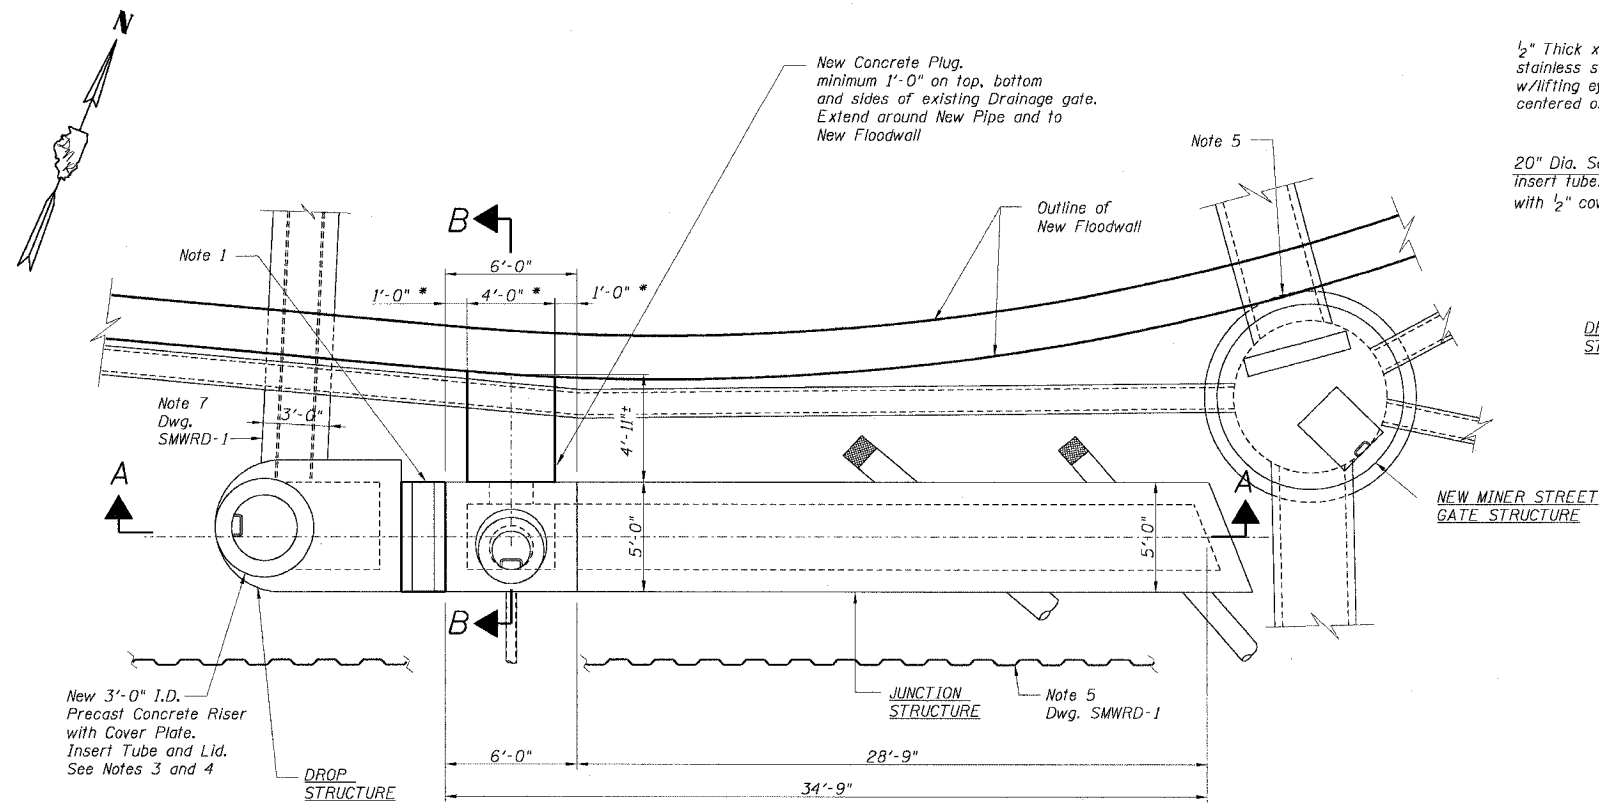 N
New Concrete Plug.
minimum 1'-0" on top, bottom
and sides of existing Drainage gate.
Extend around New Pipe and to
New Floodwall
1/2" Thick x
stainless s
w/lifting ey
centered o
Note 5
20" Dia. S
insert tube
with 1/2" co
Outline of
New Floodwall
B
Note 1
6'-0"
1'-0" *
4'-0" *
1'-0" *
Note 7
Dwg.
SMWRD-1
3'-0"
4'-11"±
A
A
5'-0"
5'-0"
NEW MINER STREET
GATE STRUCTURE
B
New 3'-0" I.D.
Precast Concrete Riser
with Cover Plate.
Insert Tube and Lid.
See Notes 3 and 4
DROP
STRUCTURE
JUNCTION
STRUCTURE
Note 5
Dwg. SMWRD-1
6'-0"
28'-9"
34'-9"